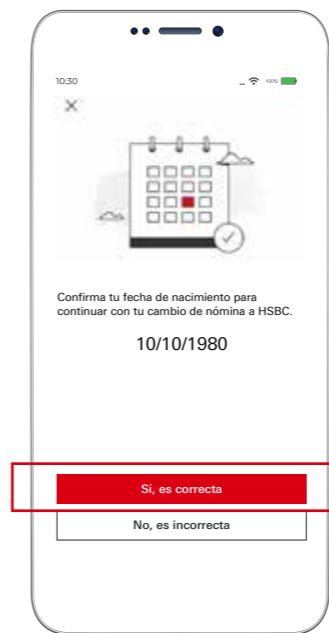 10:30
100%
Confirma tu fecha de nacimiento para
continuar con tu cambio de nómina a HSBC.
10/10/1980
Sí, es correcta
No, es incorrecta